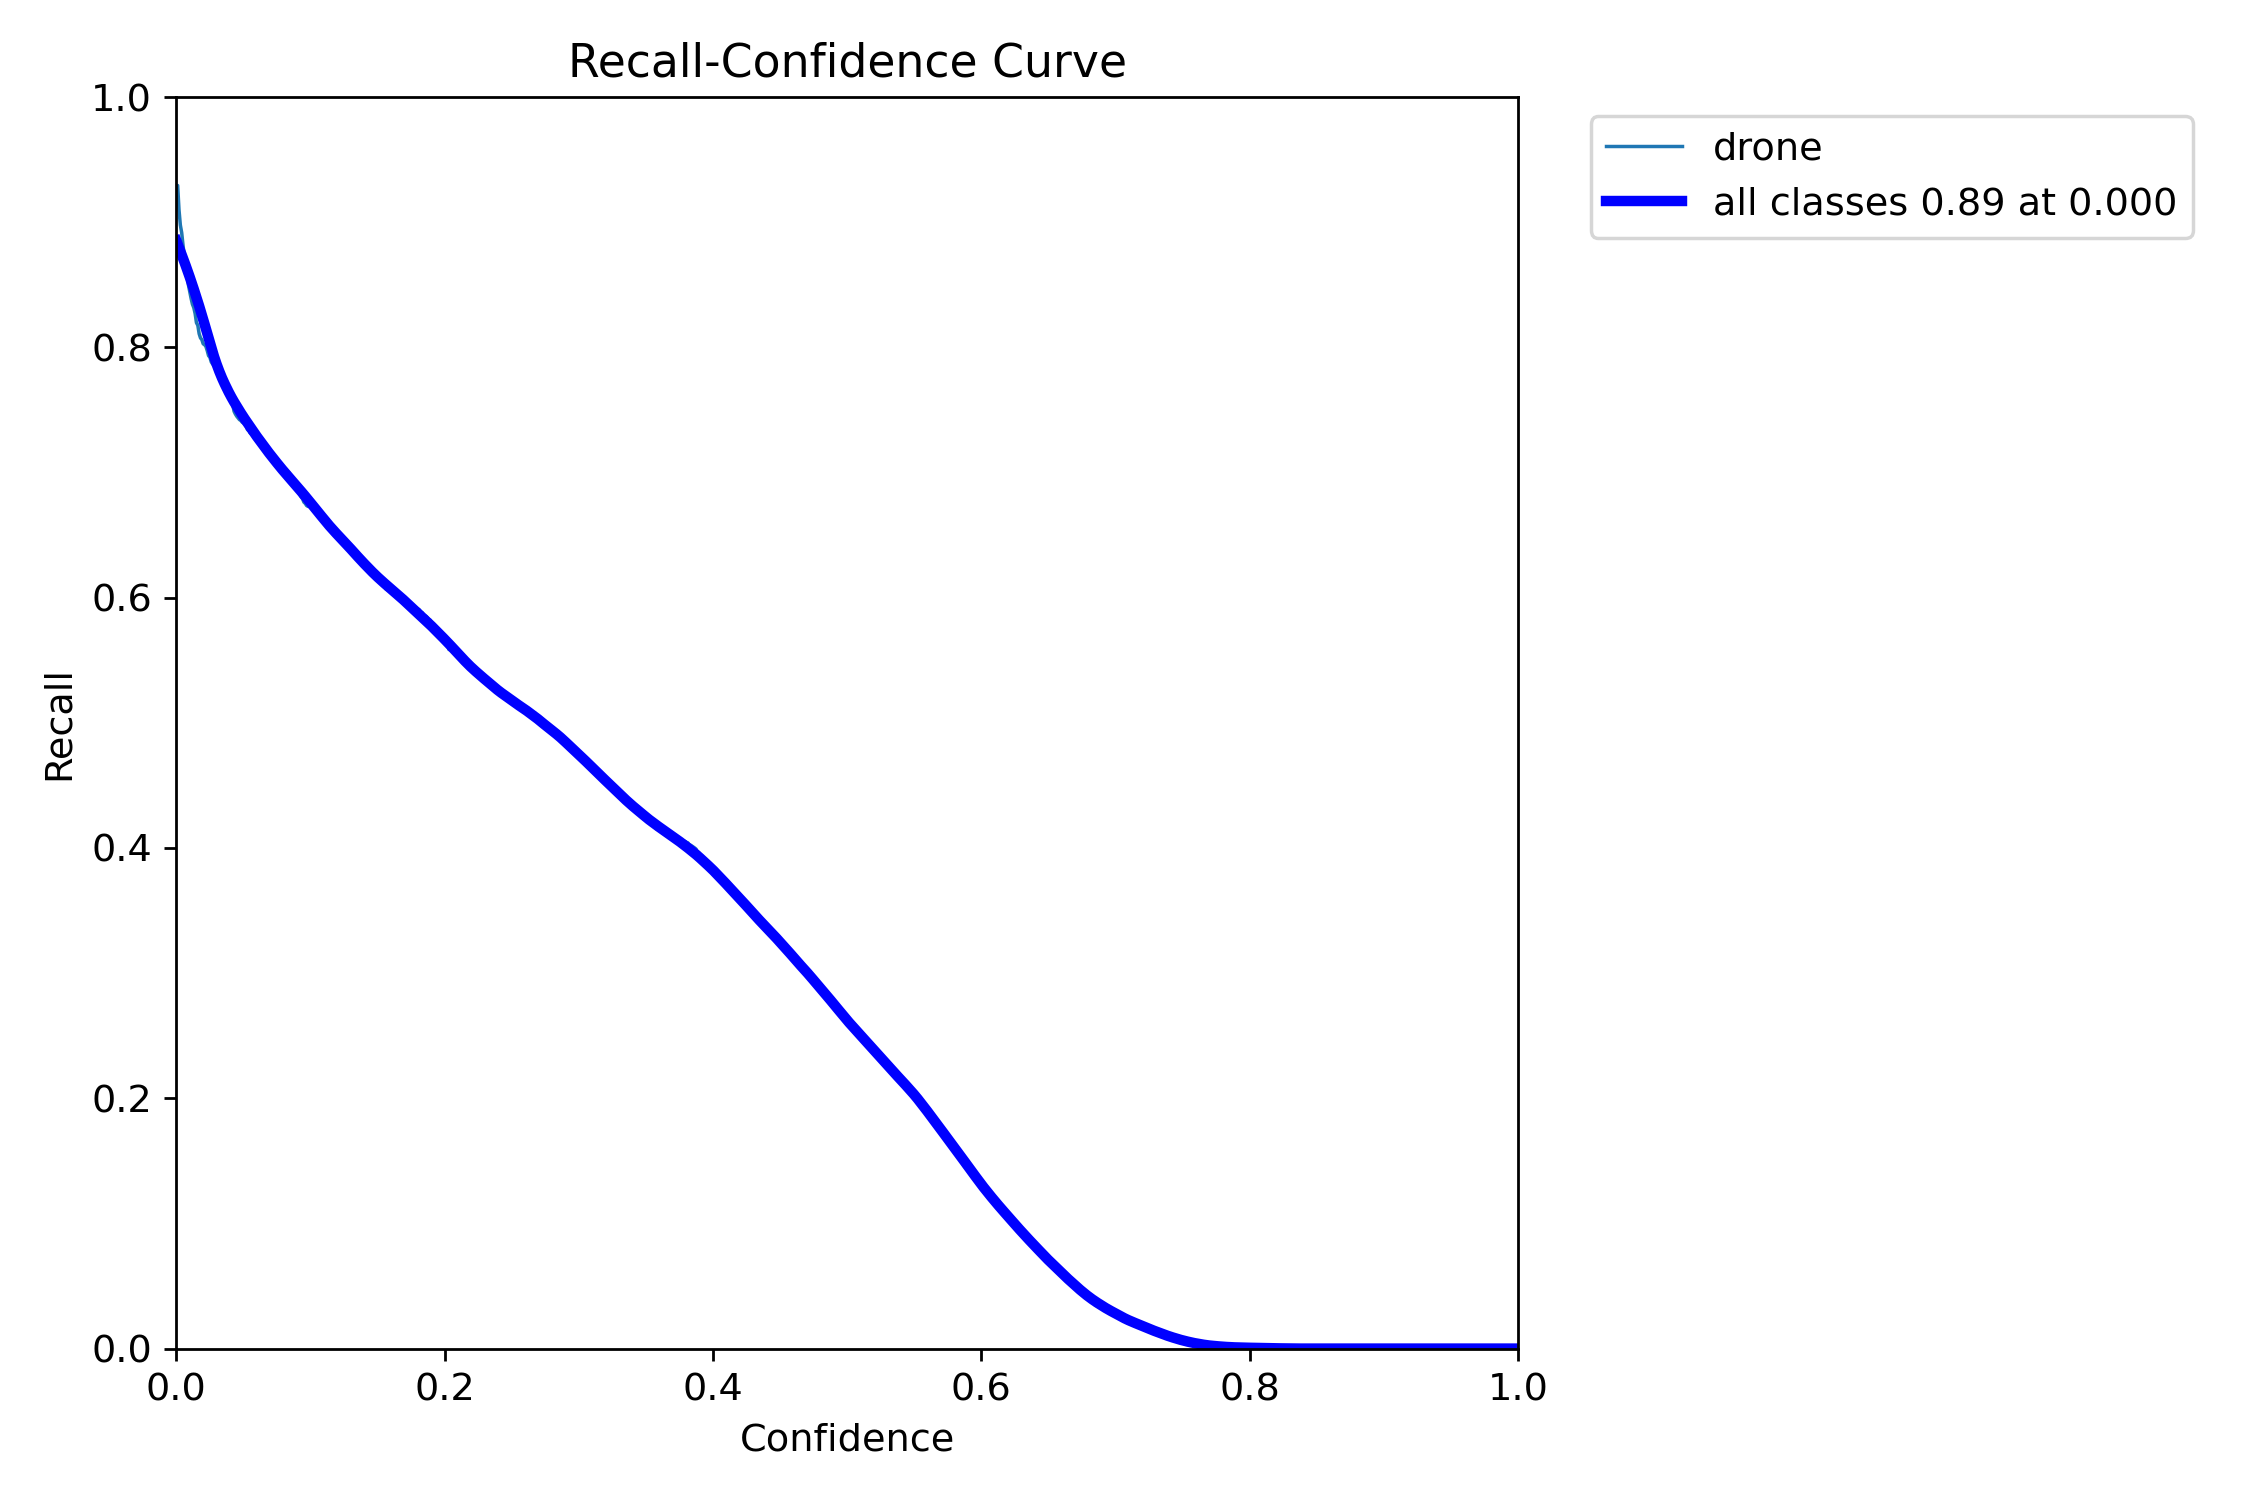 Recall-Confidence Curve
1.0
0.8
0.6
0.4
0.2
0.0
Recall
0.0 0.2 0.4 0.6 0.8 1.0
Confidence
drone
all classes 0.89 at 0.000